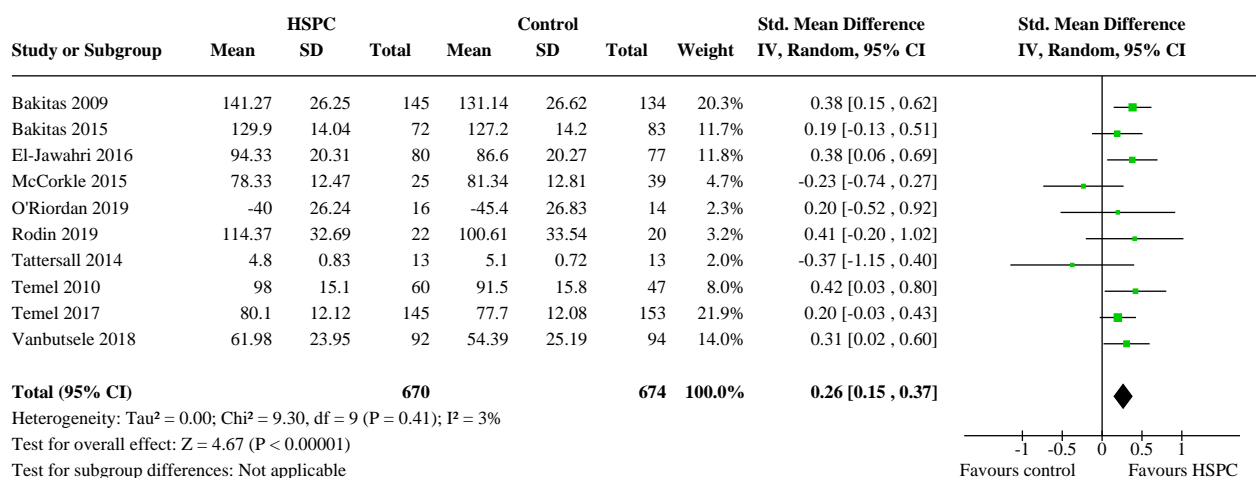 HSPC Control Std. Mean Difference Std. Mean Difference
Study or Subgroup Mean SD Total Mean SD Total Weight IV, Random, 95% CI IV, Random, 95% CI
Bakitas 2009 141.27 26.25 145 131.14 26.62 134 20.3% 0.38 [0.15 , 0.62]
Bakitas 2015 129.9 14.04 72 127.2 14.2 83 11.7% 0.19 [-0.13 , 0.51]
El-Jawahri 2016 94.33 20.31 80 86.6 20.27 77 11.8% 0.38 [0.06 , 0.69]
McCorkle 2015 78.33 12.47 25 81.34 12.81 39 4.7% -0.23 [-0.74 , 0.27]
O'Riordan 2019 -40 26.24 16 -45.4 26.83 14 2.3% 0.20 [-0.52 , 0.92]
Rodin 2019 114.37 32.69 22 100.61 33.54 20 3.2% 0.41 [-0.20 , 1.02]
Tattersall 2014 4.8 0.83 13 5.1 0.72 13 2.0% -0.37 [-1.15 , 0.40]
Temel 2010 98 15.1 60 91.5 15.8 47 8.0% 0.42 [0.03 , 0.80]
Temel 2017 80.1 12.12 145 77.7 12.08 153 21.9% 0.20 [-0.03 , 0.43]
Vanbutsele 2018 61.98 23.95 92 54.39 25.19 94 14.0% 0.31 [0.02 , 0.60]
Total (95% CI) 670 674 100.0% 0.26 [0.15 , 0.37]
Heterogeneity: Tau² = 0.00; Chi² = 9.30, df = 9 (P = 0.41); I² = 3%
Test for overall effect: Z = 4.67 (P < 0.00001)
Test for subgroup differences: Not applicable
-1 -0.5 0 0.5 1
Favours control Favours HSPC